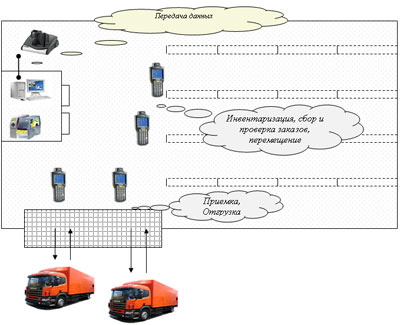 Передача данных
Инвентаризация, сбор и
проверка заказов,
перемещение
Приемка,
Отгрузка